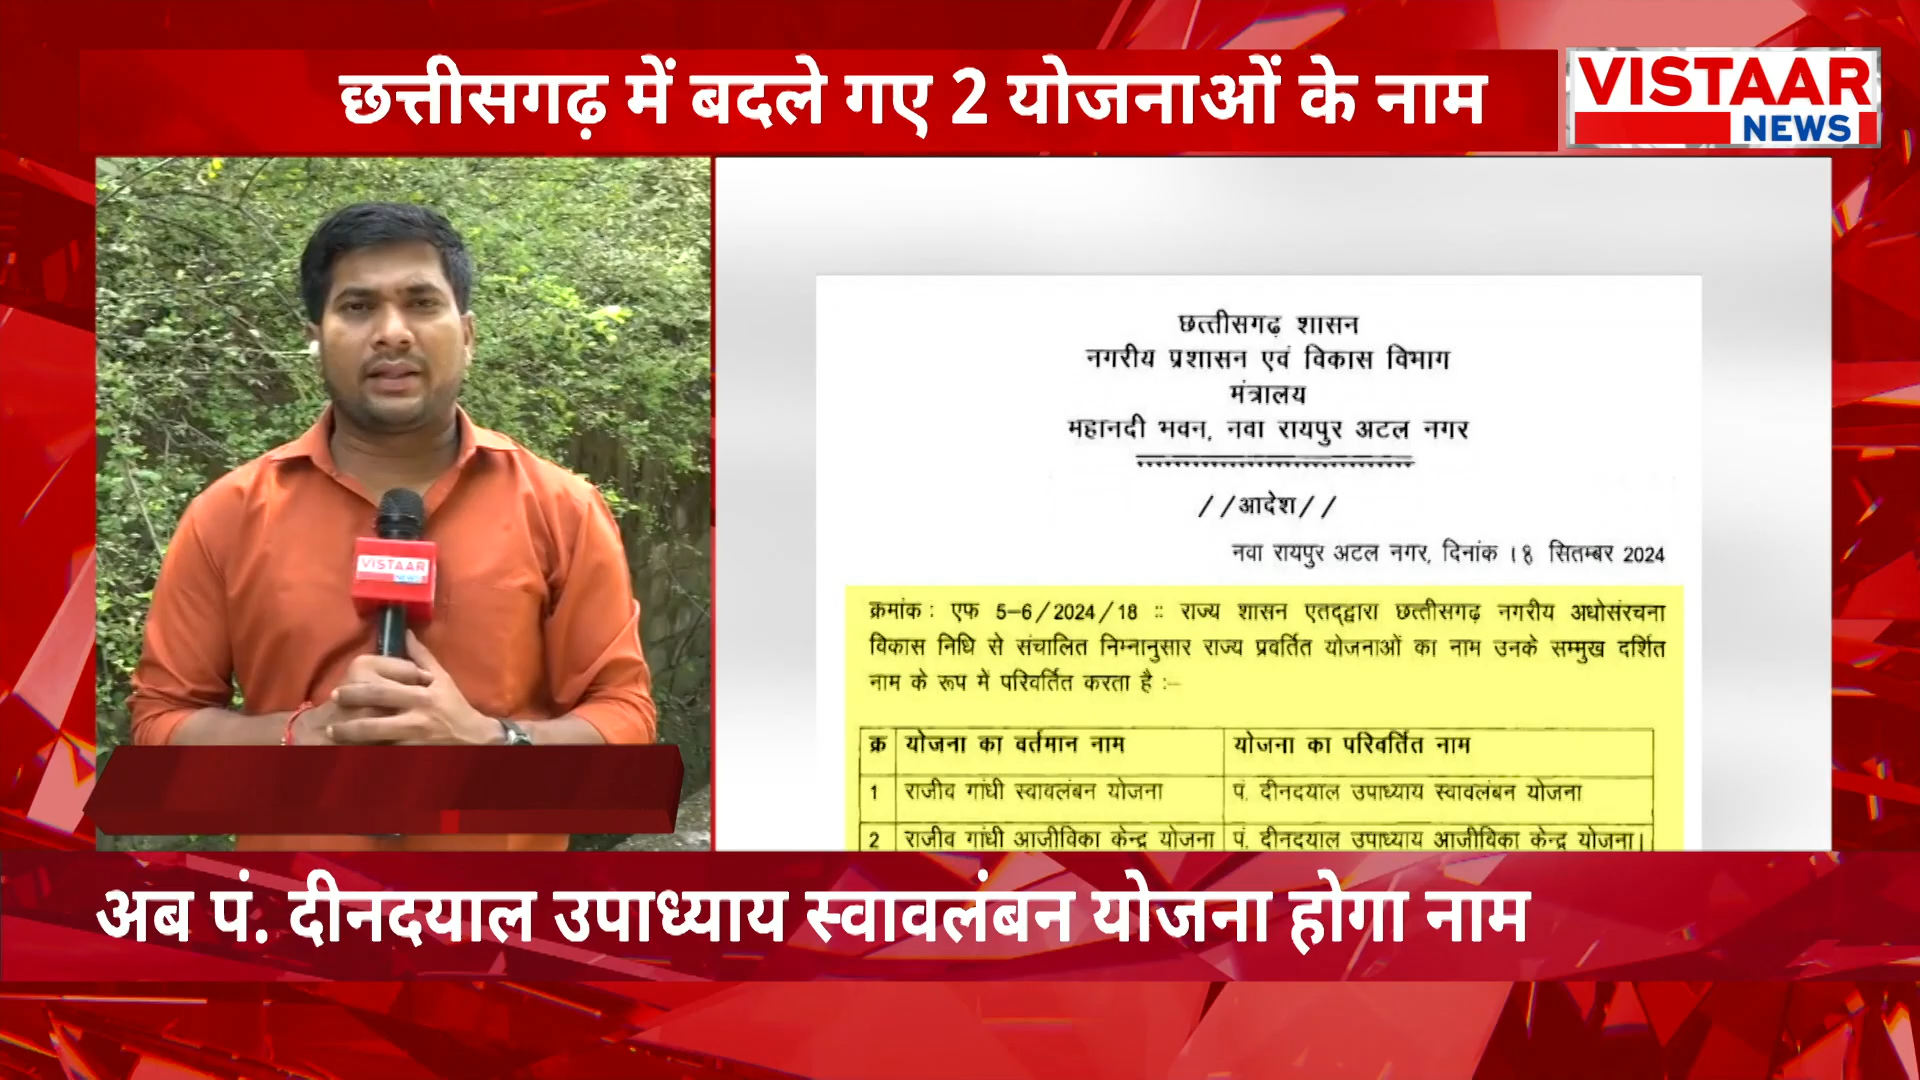 छत्तीसगढ़ में बदले गए 2 योजनाओं के नाम
VISTAAR
NEWS
छत्तीसगढ़ शासन
नगरीय प्रशासन एवं विकास विभाग
मंत्रालय
महानदी भवन, नवा रायपुर अटल नगर
//आदेश//
नवा रायपुर अटल नगर, दिनांक 18 सितम्बर 2024
क्रमांक : एफ 5-6/2024/18 :: राज्य शासन एतद्द्वारा छत्तीसगढ़ नगरीय अधोसंरचना
विकास निधि से संचालित निम्नानुसार राज्य प्रवर्तित योजनाओं का नाम उनके सम्मुख दर्शित
नाम के रूप में परिवर्तित करता है :-
क्र योजना का वर्तमान नाम योजना का परिवर्तित नाम
1 राजीव गांधी स्वावलंबन योजना पं. दीनदयाल उपाध्याय स्वावलंबन योजना
2 राजीव गांधी आजीविका केन्द्र योजना पं. दीनदयाल उपाध्याय आजीविका केन्द्र योजना।
VISTAAR
NEWS
अब पं. दीनदयाल उपाध्याय स्वावलंबन योजना होगा नाम